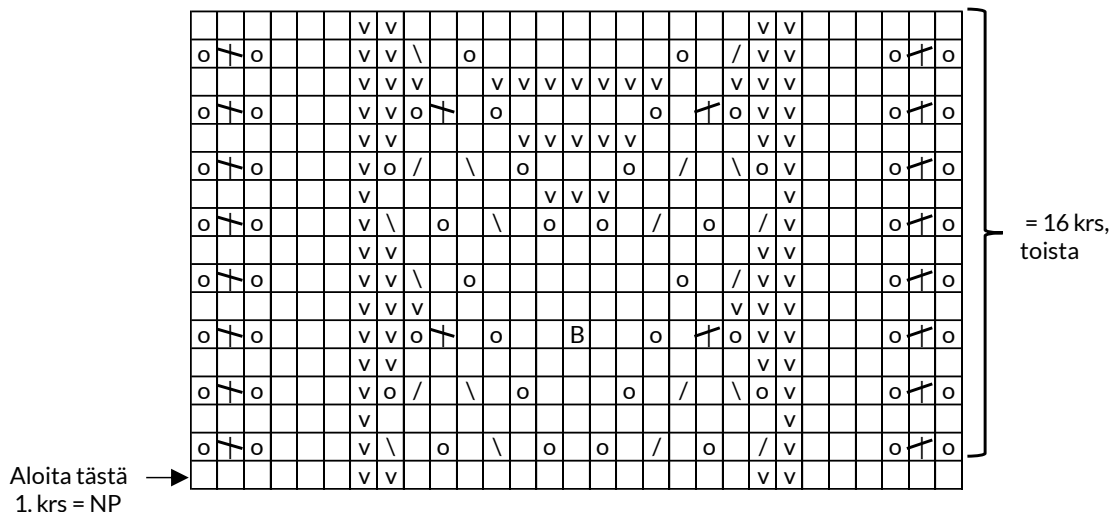 v v v v
o o v v \ o o / v v o o
v v v v v v v v v v v v v
o o v v o o o o v v o o
v v v v v v v v v
o o v o / \ o o / \ o v o o
v v v v v
o o v \ o \ o o / o / v o o
v v v v
o o v v \ o o / v v o o
v v v v v v
o o v v o o B o o v v o o
v v v v
o o v o / \ o o / \ o v o o
v v
o o v \ o \ o o / o / v o o
v v v v
= 16 krs,
toista
Aloita tästä
1. krs = NP